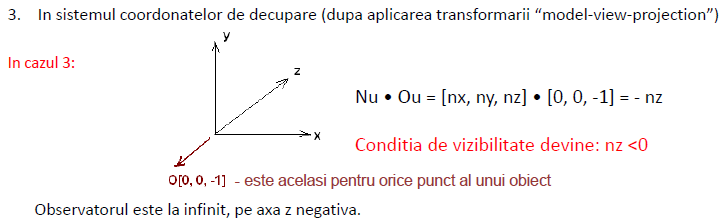 3. In sistemul coordonatelor de decupare (dupa aplicarea transformarii “model-view-projection”)
y
In cazul 3:
z
Nu • Ou = [nx, ny, nz] • [0, 0, -1] = - nz
x
Conditia de vizibilitate devine: nz <0
O[0, 0, -1] - este acelasi pentru orice punct al unui obiect
Observatorul este la infinit, pe axa z negativa.